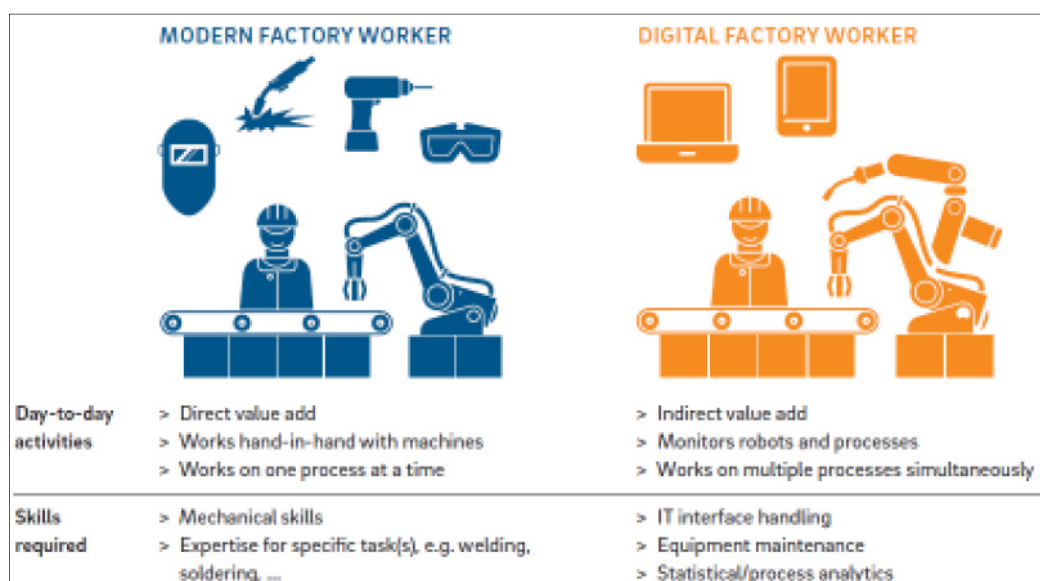 MODERN FACTORY WORKER
DIGITAL FACTORY WORKER
Day-to-day activities
> Direct value add
> Works hand-in-hand with machines
> Works on one process at a time
> Indirect value add
> Monitors robots and processes
> Works on multiple processes simultaneously
Skills required
> Mechanical skills
> Expertise for specific task(s), e.g. welding,
soldering, ...
> IT interface handling
> Equipment maintenance
> Statistical/process analytics